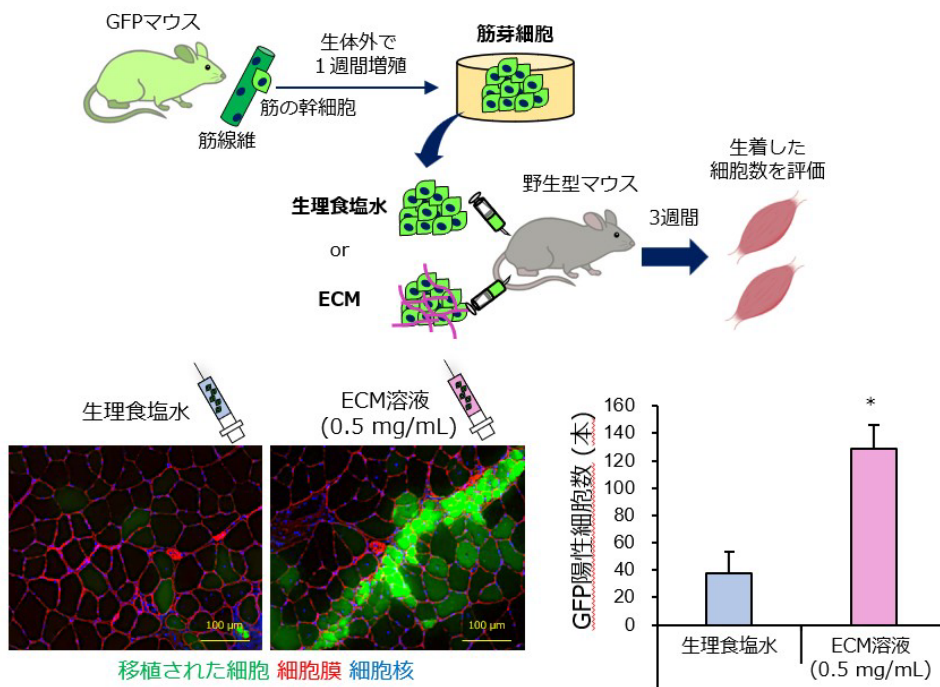 GFPマウス
生体外で
１週間増殖
筋芽細胞
筋の幹細胞
筋線維
生着した
細胞数を評価
野生型マウス
3週間
生理食塩水
or
ECM
生理食塩水
ECM溶液
(0.5 mg/mL)
100 μm
100 μm
移植された細胞 細胞膜 細胞核
GFP陽性細胞数 (本)
160
140
120
100
80
60
40
20
0
*
生理食塩水
ECM溶液
(0.5 mg/mL)